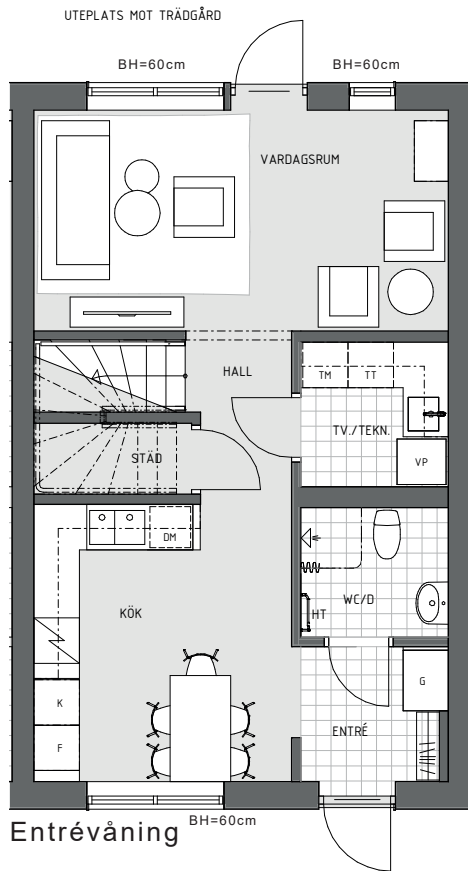 UTEPLATS MOT TRÄDGÅRD
BH=60cm
BH=60cm
VARDAGSRUM
HALL
TM
TT
TV./TEKN.
VP
STÄD
DM
KÖK
WC/D
HT
K
F
G
ENTRÉ
BH=60cm
Entrévåning